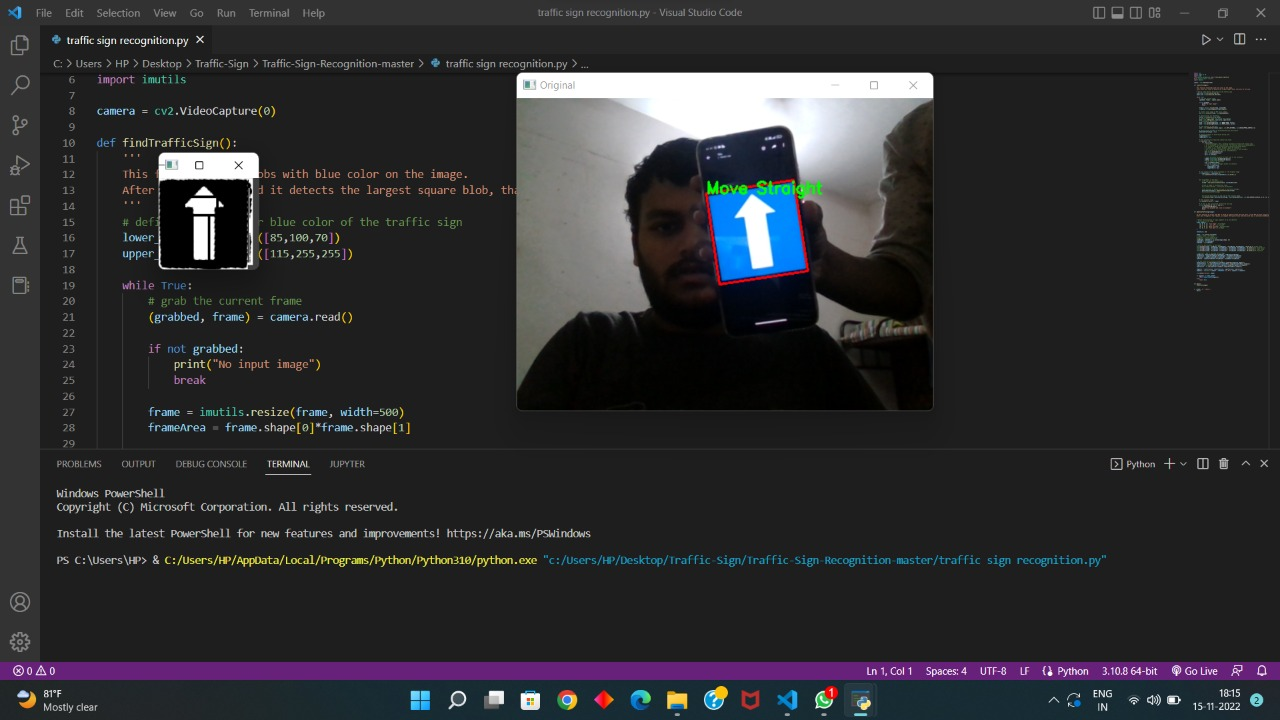 File Edit Selection View Go Run Terminal Help
traffic sign recognition.py - Visual Studio Code
traffic sign recognition.py
C: > Users > HP > Desktop > Traffic-Sign > Traffic-Sign-Recognition-master > traffic sign recognition.py > ...
6 import imutils
7
8 camera = cv2.VideoCapture(0)
9
10 def findTrafficSign():
11 '''
12 This bs with blue color on the image.
13 After d it detects the largest square blob, th
14 '''
15 # def blue color of the traffic sign
16 lower_ ([85,100,70])
17 upper_ ([115,255,255])
18
19 while True:
20 # grab the current frame
21 (grabbed, frame) = camera.read()
22
23 if not grabbed:
24 print("No input image")
25 break
26
27 frame = imutils.resize(frame, width=500)
28 frameArea = frame.shape[0]*frame.shape[1]
29
Original
Move Straight
PROBLEMS OUTPUT DEBUG CONSOLE TERMINAL JUPYTER
Python
Windows PowerShell
Copyright (C) Microsoft Corporation. All rights reserved.
Install the latest PowerShell for new features and improvements! https://aka.ms/PSWindows
PS C:\Users\HP> & C:/Users/HP/AppData/Local/Programs/Python/Python310/python.exe "c:/Users/HP/Desktop/Traffic-Sign/Traffic-Sign-Recognition-master/traffic sign recognition.py"
0 0 Ln 1, Col 1 Spaces: 4 UTF-8 LF Python 3.10.8 64-bit Go Live
81°F
Mostly clear
1
ENG
IN
18:15
15-11-2022
2